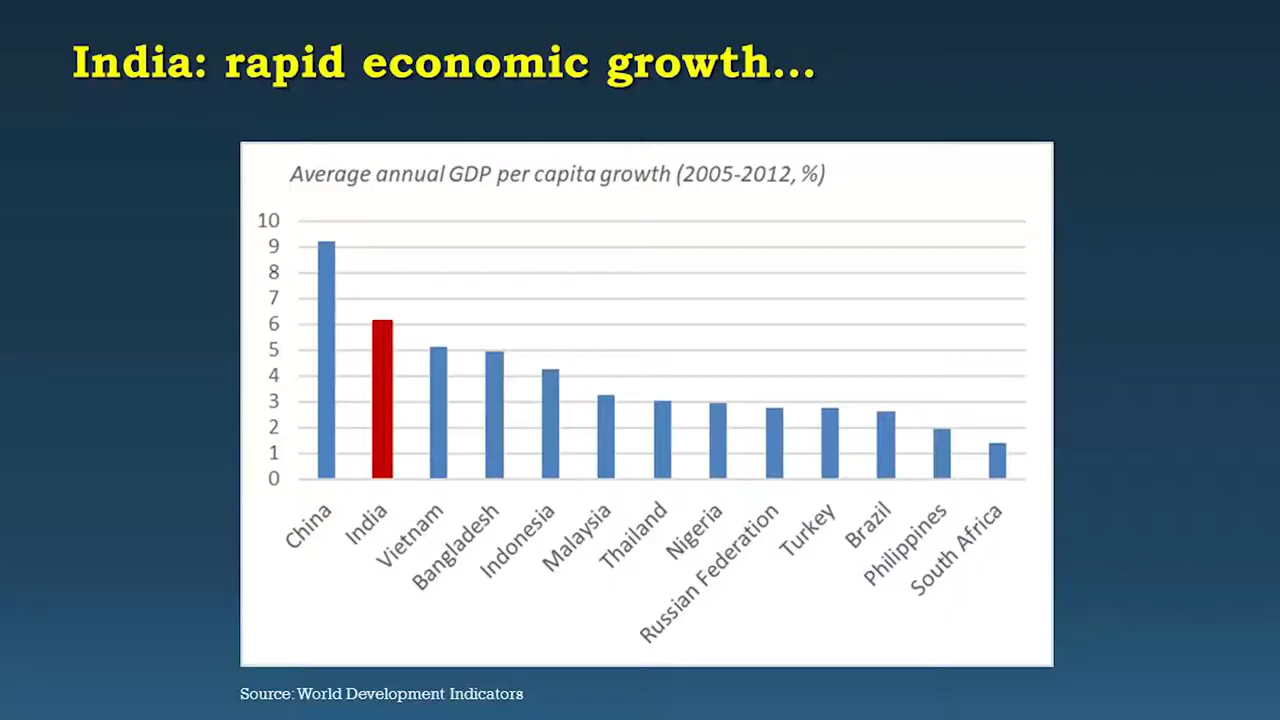 India: rapid economic growth...
Average annual GDP per capita growth (2005-2012, %)
10
9
8
7
6
5
4
3
2
1
0
China
India
Vietnam
Bangladesh
Indonesia
Malaysia
Thailand
Nigeria
Russian Federation
Turkey
Brazil
Philippines
South Africa
Source: World Development Indicators